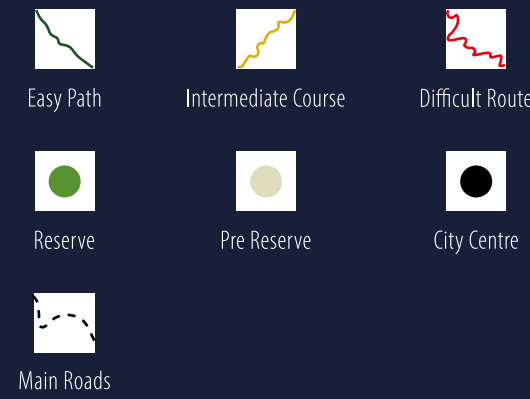 Easy Path
Intermediate Course
Difficult Route
Reserve
Pre Reserve
City Centre
Main Roads